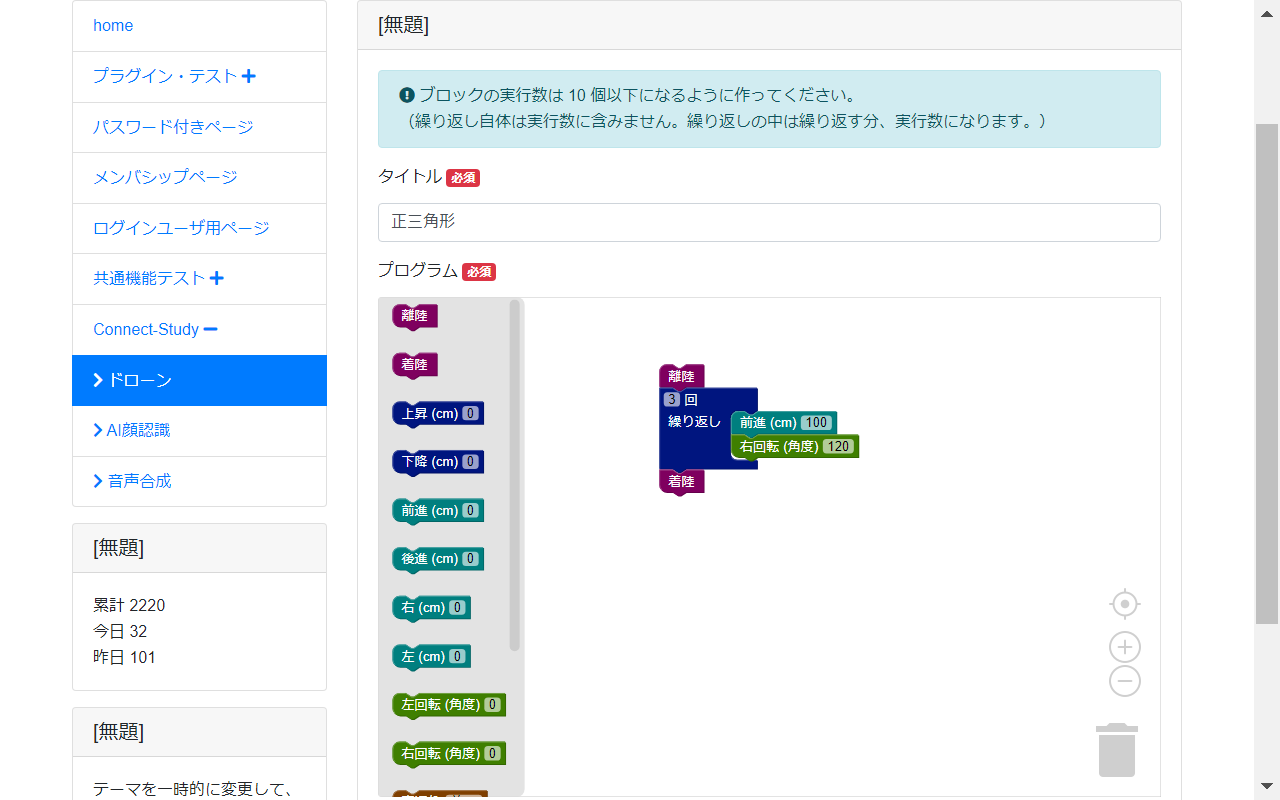 home
プラグイン・テスト
パスワード付きページ
メンバシップページ
ログインユーザ用ページ
共通機能テスト
Connect-Study
ドローン
AI顔認識
音声合成
[無題]
累計 2220
今日 32
昨日 101
[無題]
テーマを一時的に変更して、
[無題]
ブロックの実行数は 10 個以下になるように作ってください。
（繰り返し自体は実行数に含みません。繰り返しの中は繰り返す分、実行数になります。）
タイトル 必須
正三角形
プログラム 必須
離陸
着陸
上昇 (cm) 0
下降 (cm) 0
前進 (cm) 0
後進 (cm) 0
右 (cm) 0
左 (cm) 0
左回転 (角度) 0
右回転 (角度) 0
離陸
3 回
繰り返し
前進 (cm) 100
右回転 (角度) 120
着陸